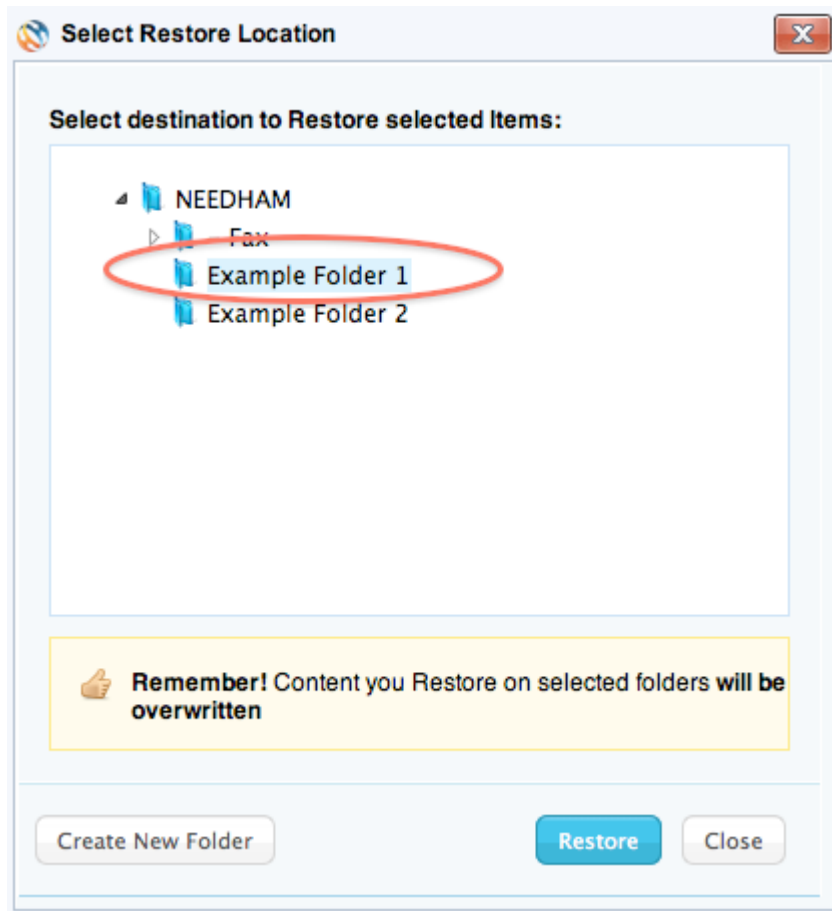 Select Restore Location
Select destination to Restore selected Items:
NEEDHAM
- Fax
Example Folder 1
Example Folder 2
Remember! Content you Restore on selected folders will be
overwritten
Create New Folder Restore Close